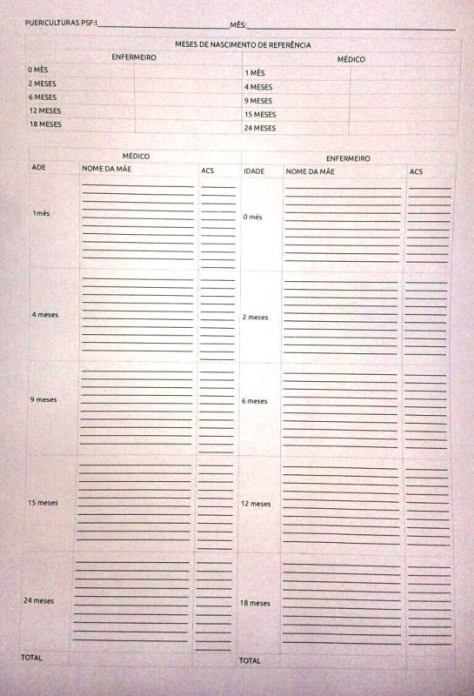 PUERICULTURAS PSF:I MÊS:
MESES DE NASCIMENTO DE REFERÊNCIA
ENFERMEIRO MÉDICO
0 MÊS 1 MÊS
2 MESES 4 MESES
6 MESES 9 MESES
12 MESES 15 MESES
18 MESES 24 MESES
MÉDICO ENFERMEIRO
ADE NOME DA MÃE ACS IDADE NOME DA MÃE ACS
1mês 0 mês
4 meses 2 meses
9 meses 6 meses
15 meses 12 meses
24 meses 18 meses
TOTAL TOTAL